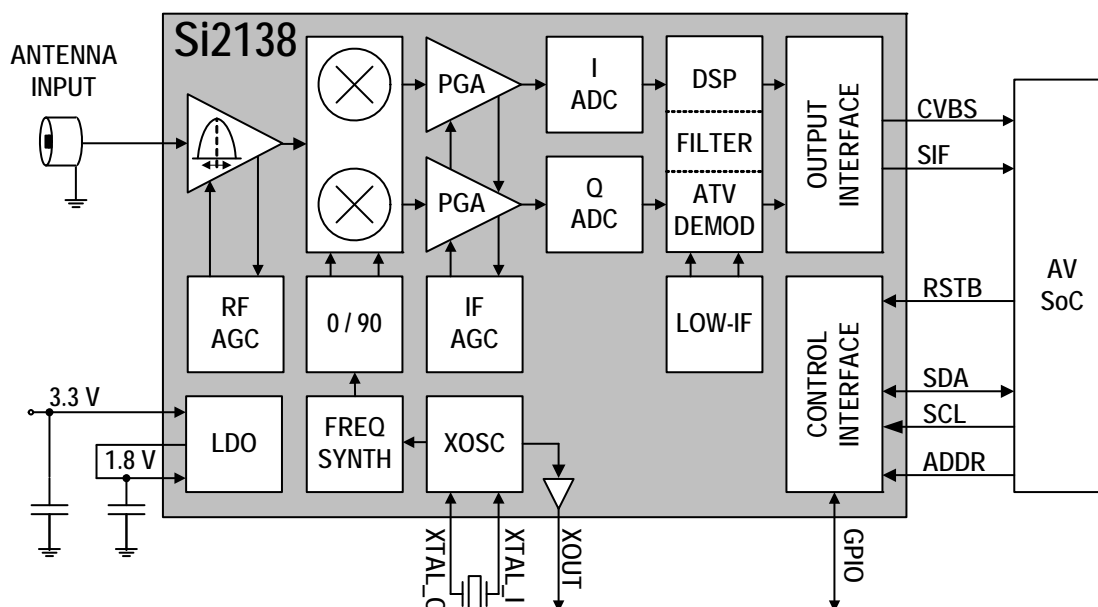 Si2138
ANTENNA
INPUT
PGA
I
ADC
DSP
FILTER
ATV
DEMOD
OUTPUT
INTERFACE
CVBS
SIF
PGA
Q
ADC
RF
AGC
0 / 90
IF
AGC
LOW-IF
CONTROL
INTERFACE
RSTB
SDA
SCL
ADDR
AV
SoC
3.3 V
1.8 V
LDO
FREQ
SYNTH
XOSC
XTAL_I
XOUT
GPIO